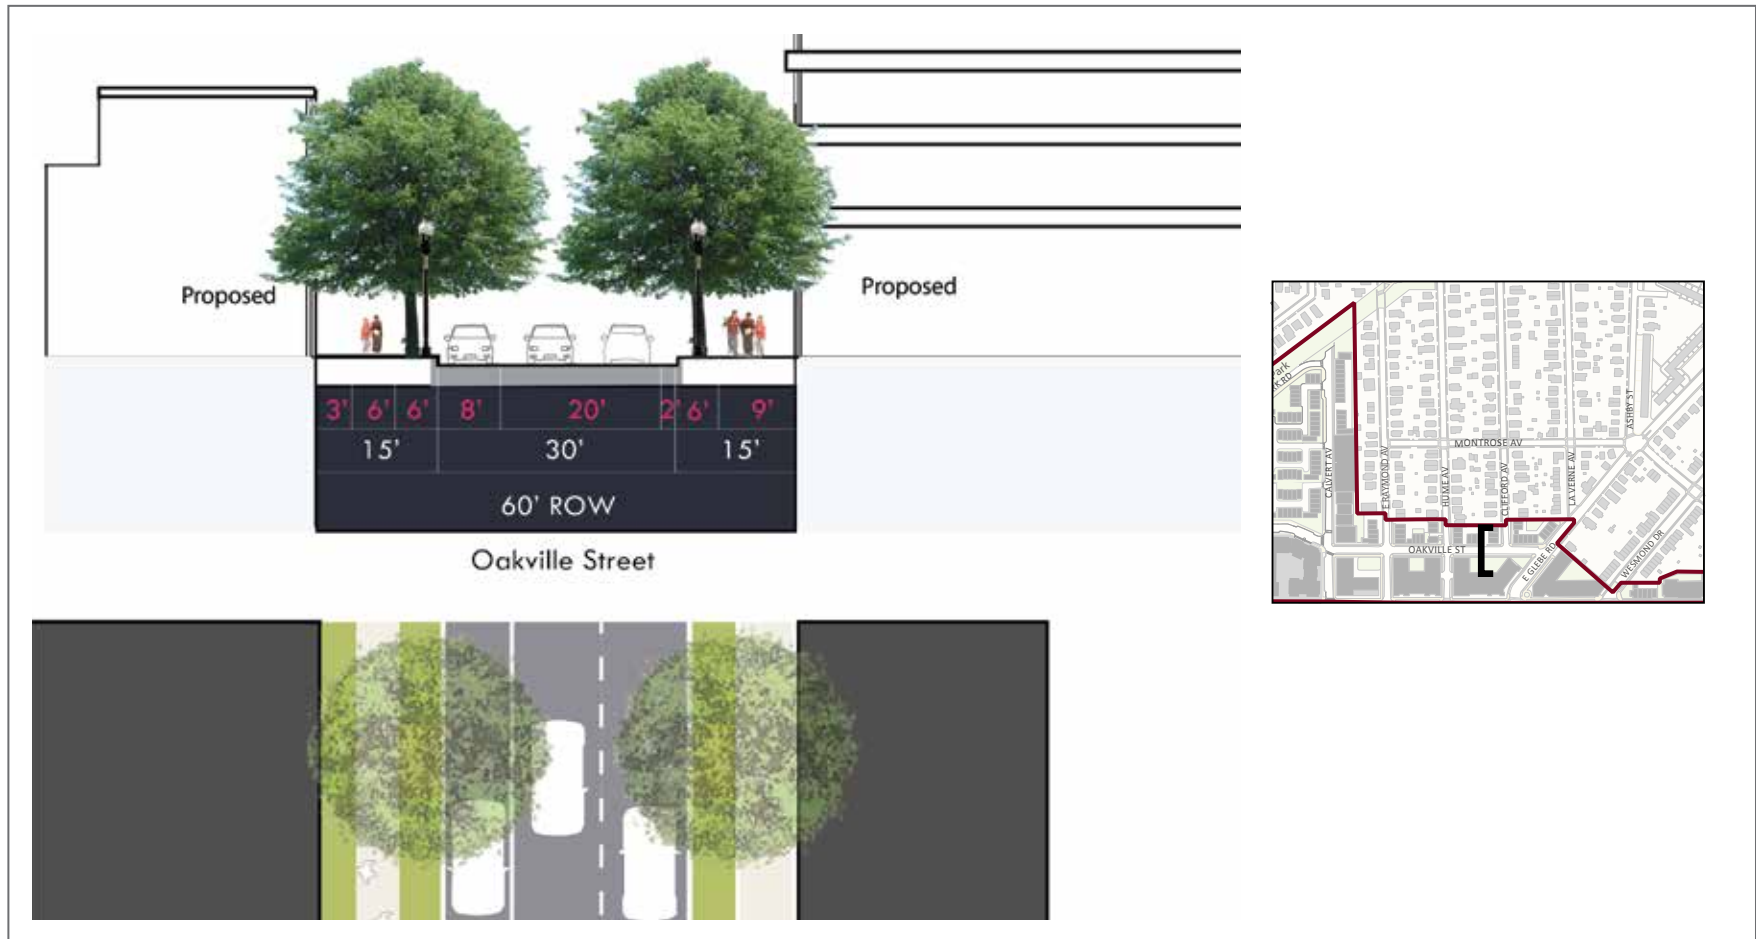 Proposed
Proposed
3' 6' 6' 8' 20' 2' 6' 9'
15' 30' 15'
60' ROW
Oakville Street
ark
K RD
CALVERT AV
E RAYMOND AV
HUME AV
MONTROSE AV
CLIFFORD AV
LA VERNE AV
ASHBY ST
OAKVILLE ST
E GLEBE RD
WESMOND DR